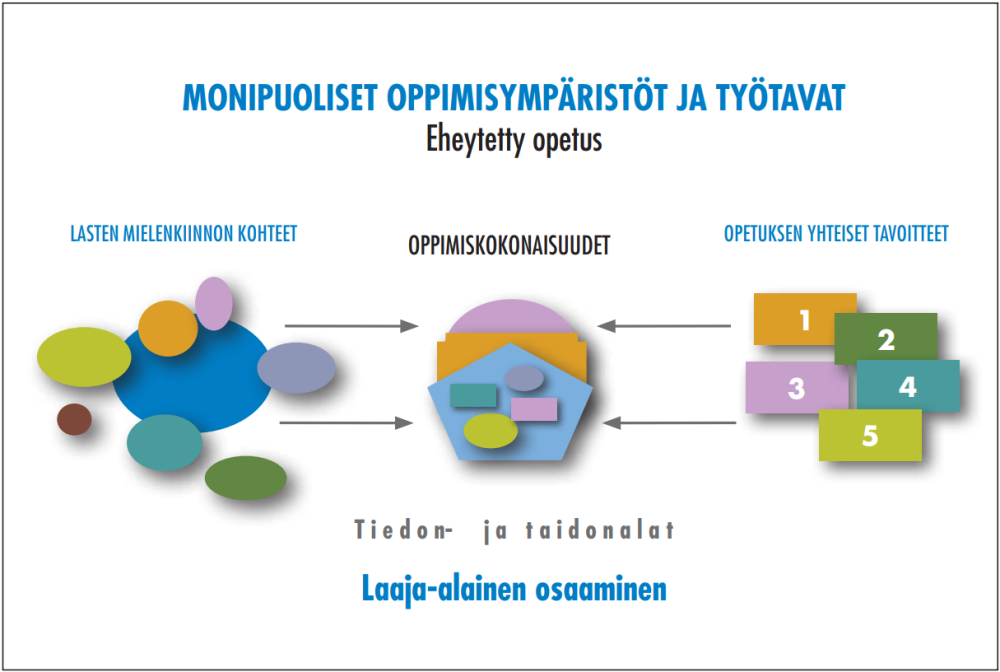 MONIPUOLISET OPPIMISYMPÄRISTÖT JA TYÖTAVAT
Eheytetty opetus
LASTEN MIELENKIINNON KOHTEET
OPPIMISKOKONAISUUDET
OPETUKSEN YHTEISET TAVOITTEET
1
2
3
4
5
Tiedon- ja taidonalat
Laaja-alainen osaaminen